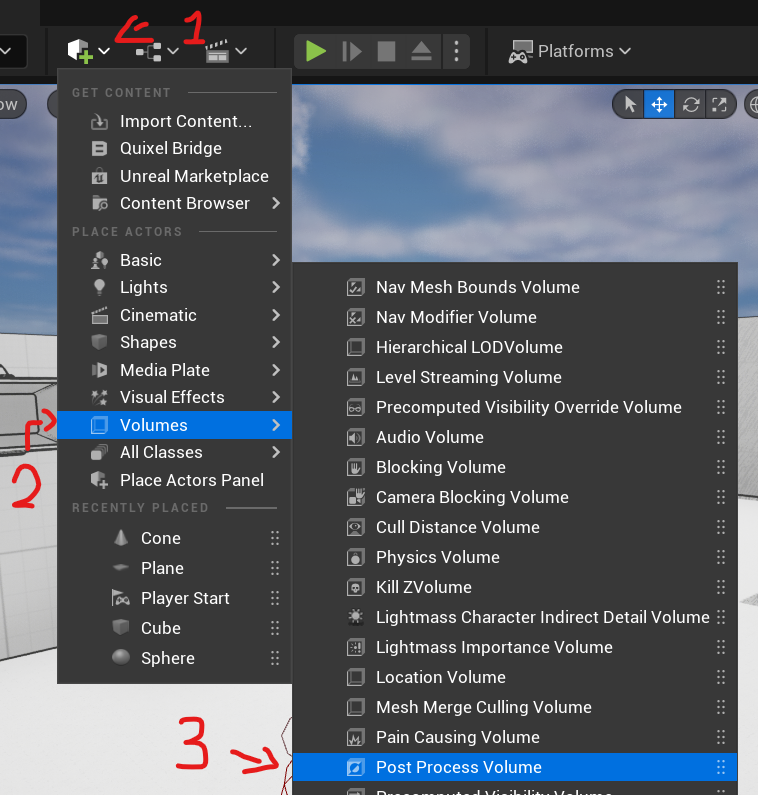 1
Platforms
ow
GET CONTENT
Import Content...
Quixel Bridge
Unreal Marketplace
Content Browser
PLACE ACTORS
Basic
Lights
Cinematic
Shapes
Media Plate
Visual Effects
Volumes
All Classes
Place Actors Panel
2
RECENTLY PLACED
Cone
Plane
Player Start
Cube
Sphere
Nav Mesh Bounds Volume
Nav Modifier Volume
Hierarchical LODVolume
Level Streaming Volume
Precomputed Visibility Override Volume
Audio Volume
Blocking Volume
Camera Blocking Volume
Cull Distance Volume
Physics Volume
Kill ZVolume
Lightmass Character Indirect Detail Volume
Lightmass Importance Volume
Location Volume
Mesh Merge Culling Volume
Pain Causing Volume
3
Post Process Volume
Precomputed Visibility Volume